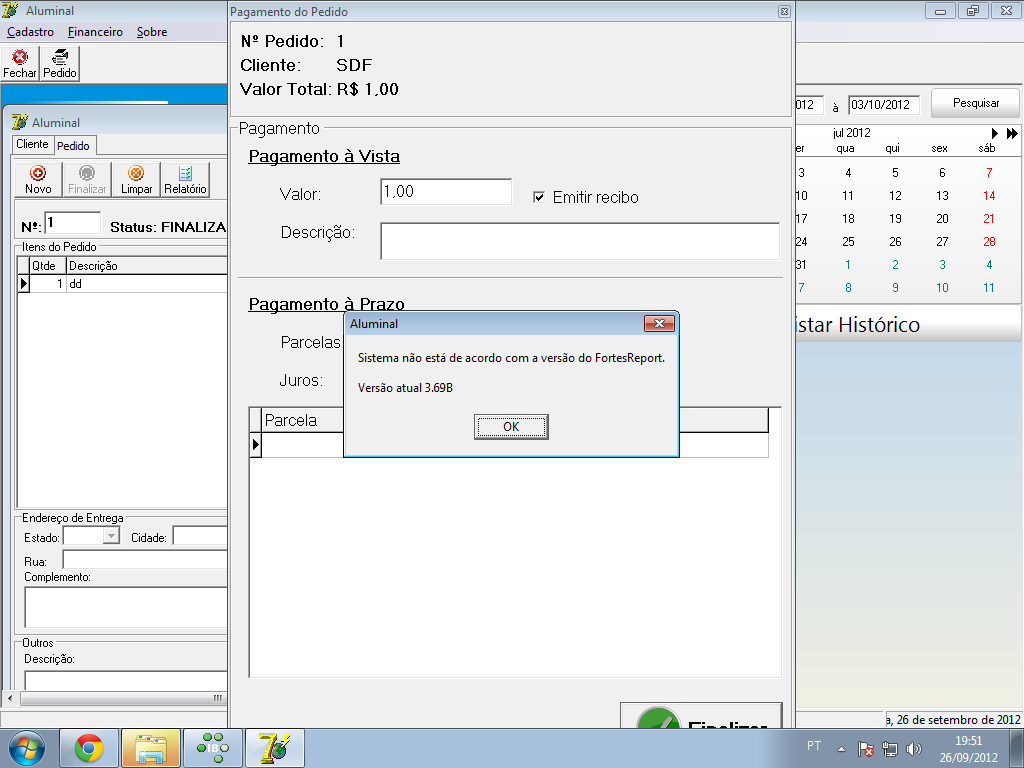 Aluminal
Cadastro Financeiro Sobre
Fechar Pedido
Aluminal
Cliente Pedido
Novo Finalizar Limpar Relatório
Nº: 1 Status: FINALIZA
Itens do Pedido
Qtde Descrição
1 dd
Endereço de Entrega
Estado: Cidade:
Rua:
Complemento:
Outros
Descrição:
Pagamento do Pedido
Nº Pedido: 1
Cliente: SDF
Valor Total: R$ 1,00
Pagamento
Pagamento à Vista
Valor: 1,00 Emitir recibo
Descrição:
Pagamento à Prazo
Parcelas
Juros:
Parcela
Finalizar
Aluminal
Sistema não está de acordo com a versão do FortesReport.
Versão atual 3.69B
OK
012 à 03/10/2012 Pesquisar
jul 2012
er qua qui sex sáb
3 4 5 6 7
10 11 12 13 14
17 18 19 20 21
24 25 26 27 28
31 1 2 3 4
7 8 9 10 11
istar Histórico
a, 26 de setembro de 2012
IBO
PT 19:51
26/09/2012